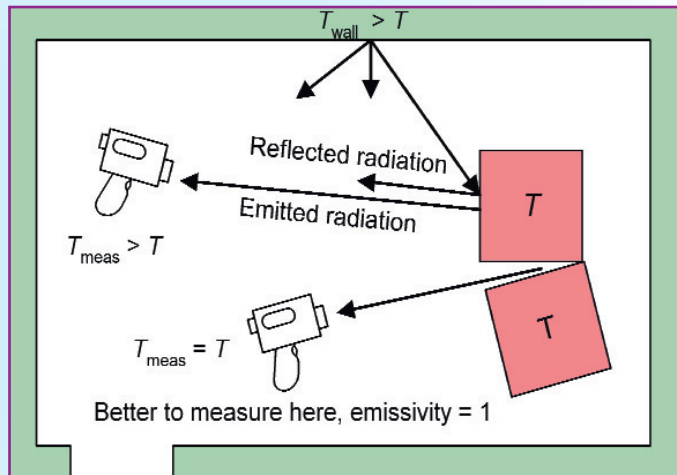 T_wall > T
Reflected radiation
T
Emitted radiation
T_meas > T
T
T_meas = T
Better to measure here, emissivity = 1